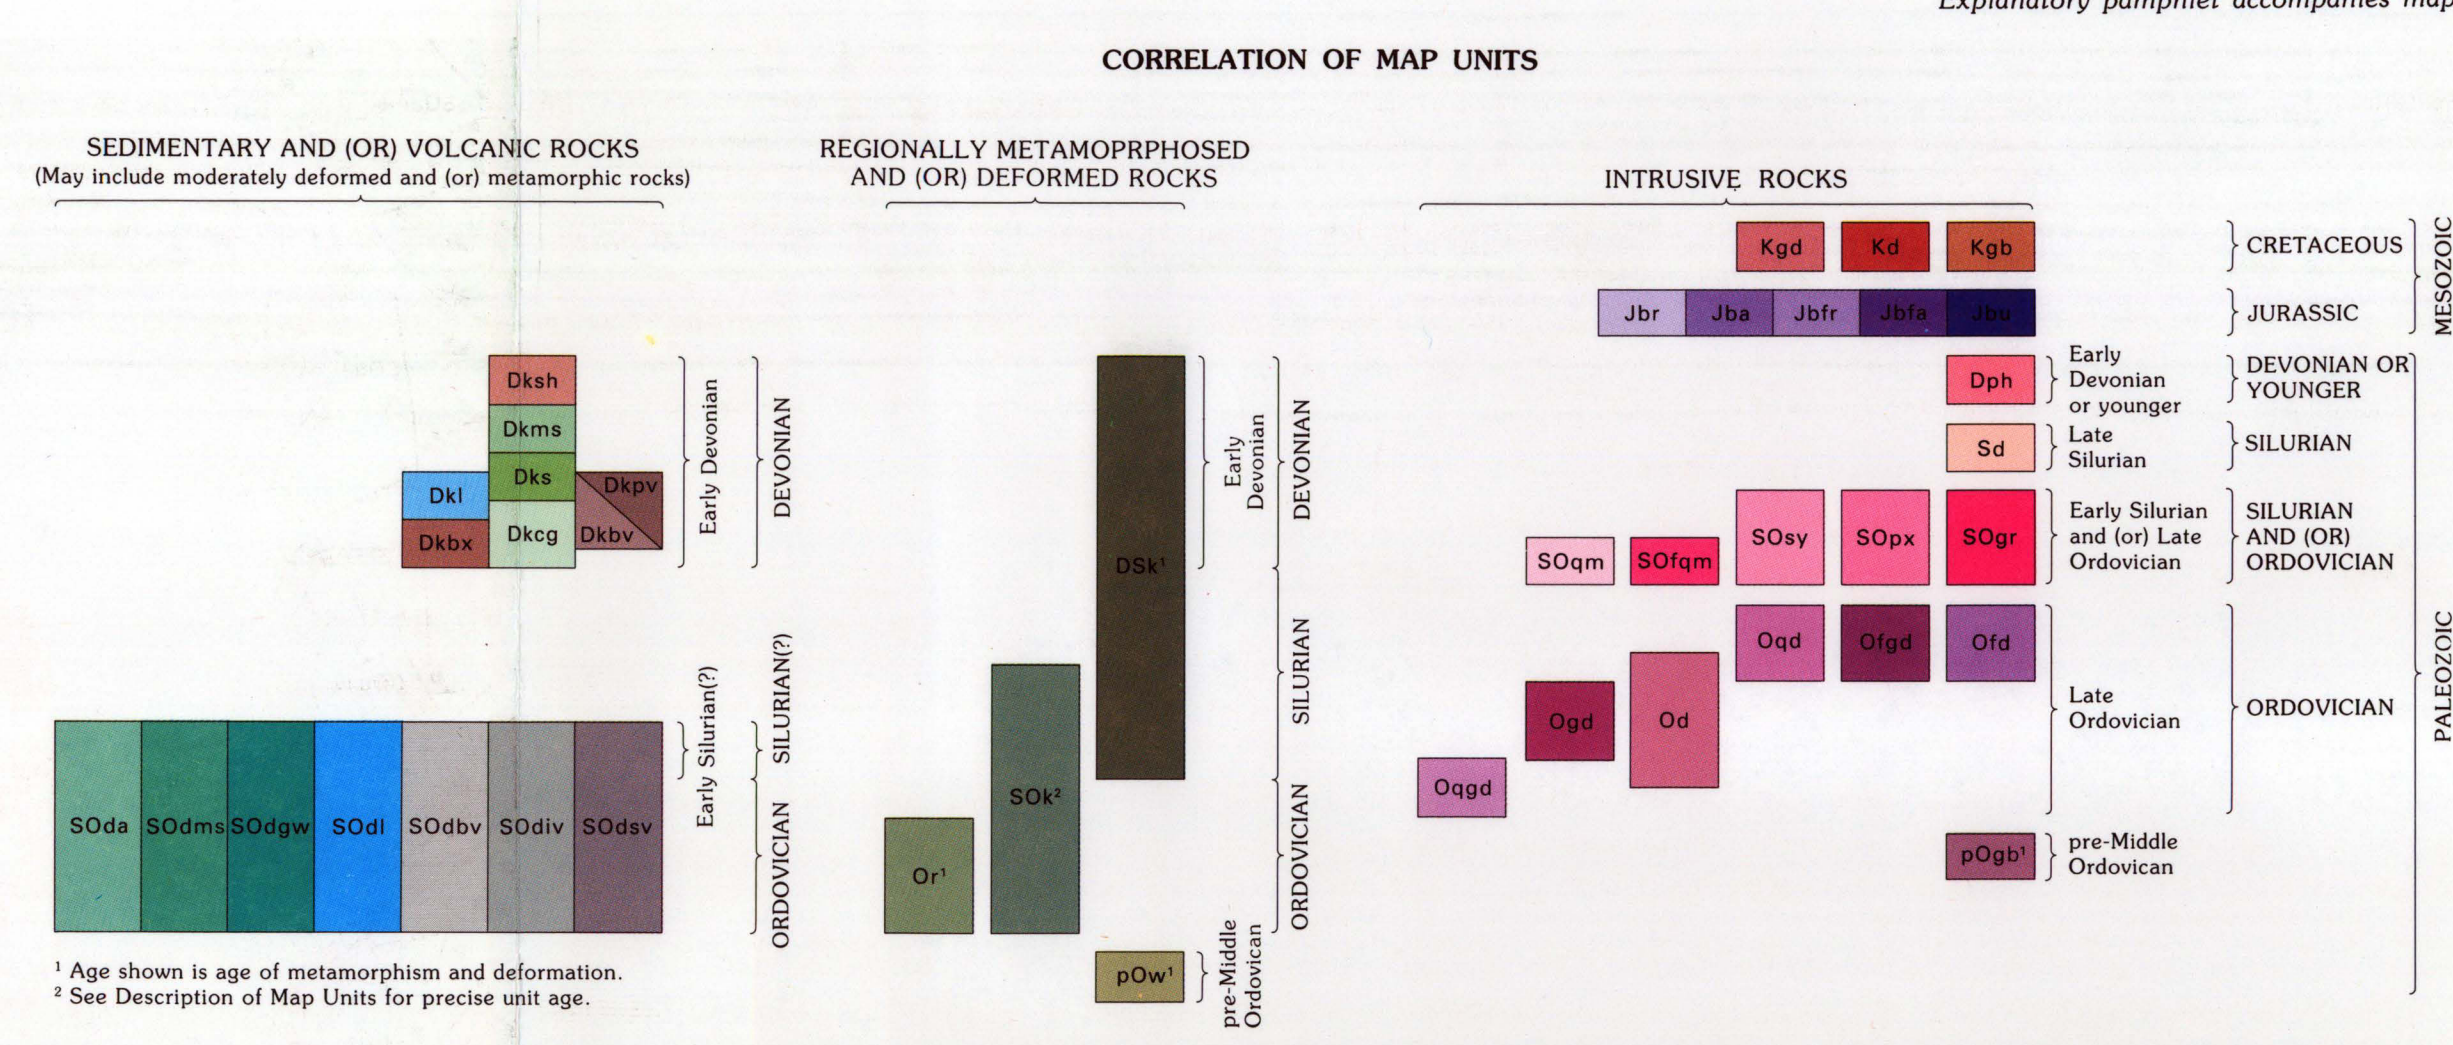 Explanatory pamphlet accompanies map
CORRELATION OF MAP UNITS
SEDIMENTARY AND (OR) VOLCANIC ROCKS
(May include moderately deformed and (or) metamorphic rocks)
Dksh
Dkms
Dks
Dkl
Dkpv
Dkbx
Dkcg
Dkbv
Early Devonian
DEVONIAN
SOda
SOdms
SOdgw
SOdl
SOdbv
SOdiv
SOdsv
Early Silurian(?)
SILURIAN(?)
ORDOVICIAN
¹ Age shown is age of metamorphism and deformation.
² See Description of Map Units for precise unit age.
REGIONALLY METAMOPRPHOSED
AND (OR) DEFORMED ROCKS
DSk¹
SOk²
Or¹
pOw¹
Early
Devonian
DEVONIAN
SILURIAN
ORDOVICIAN
pre-Middle
Ordovican
INTRUSIVE ROCKS
Kgd
Kd
Kgb
CRETACEOUS
Jbr
Jba
Jbfr
Jbfa
Jbu
JURASSIC
MESOZOIC
Dph
Early
Devonian
or younger
DEVONIAN OR
YOUNGER
Sd
Late
Silurian
SILURIAN
SOqm
SOfqm
SOsy
SOpx
SOgr
Early Silurian
and (or) Late
Ordovician
SILURIAN
AND (OR)
ORDOVICIAN
Oqd
Ofgd
Ofd
Ogd
Od
Oqgd
Late
Ordovician
ORDOVICIAN
pOgb¹
pre-Middle
Ordovican
PALEOZOIC